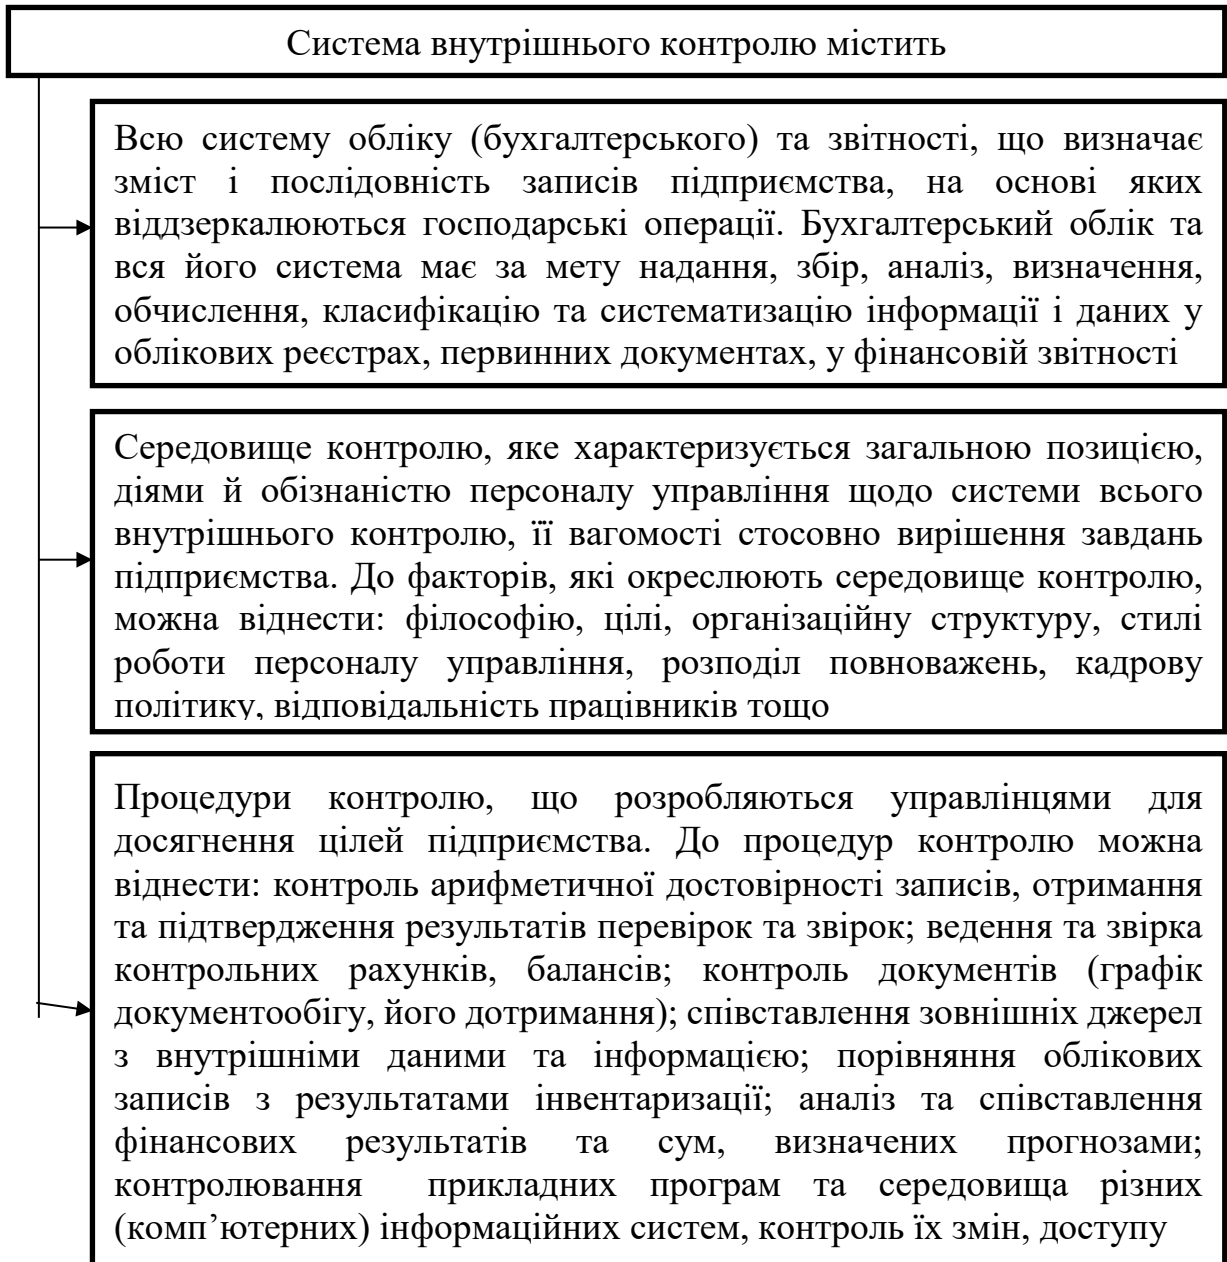 Система внутрішнього контролю містить
Всю систему обліку (бухгалтерського) та звітності, що визначає
зміст і послідовність записів підприємства, на основі яких
віддзеркалюються господарські операції. Бухгалтерський облік та
вся його система має за мету надання, збір, аналіз, визначення,
обчислення, класифікацію та систематизацію інформації і даних у
облікових реєстрах, первинних документах, у фінансовій звітності
Середовище контролю, яке характеризується загальною позицією,
діями й обізнаністю персоналу управління щодо системи всього
внутрішнього контролю, її вагомості стосовно вирішення завдань
підприємства. До факторів, які окреслюють середовище контролю,
можна віднести: філософію, цілі, організаційну структуру, стилі
роботи персоналу управління, розподіл повноважень, кадрову
політику, відповідальність працівників тощо
Процедури контролю, що розробляються управлінцями для
досягнення цілей підприємства. До процедур контролю можна
віднести: контроль арифметичної достовірності записів, отримання
та підтвердження результатів перевірок та звірок; ведення та звірка
контрольних рахунків, балансів; контроль документів (графік
документообігу, його дотримання); співставлення зовнішніх джерел
з внутрішніми даними та інформацією; порівняння облікових
записів з результатами інвентаризації; аналіз та співставлення
фінансових результатів та сум, визначених прогнозами;
контролювання прикладних програм та середовища різних
(комп’ютерних) інформаційних систем, контроль їх змін, доступу